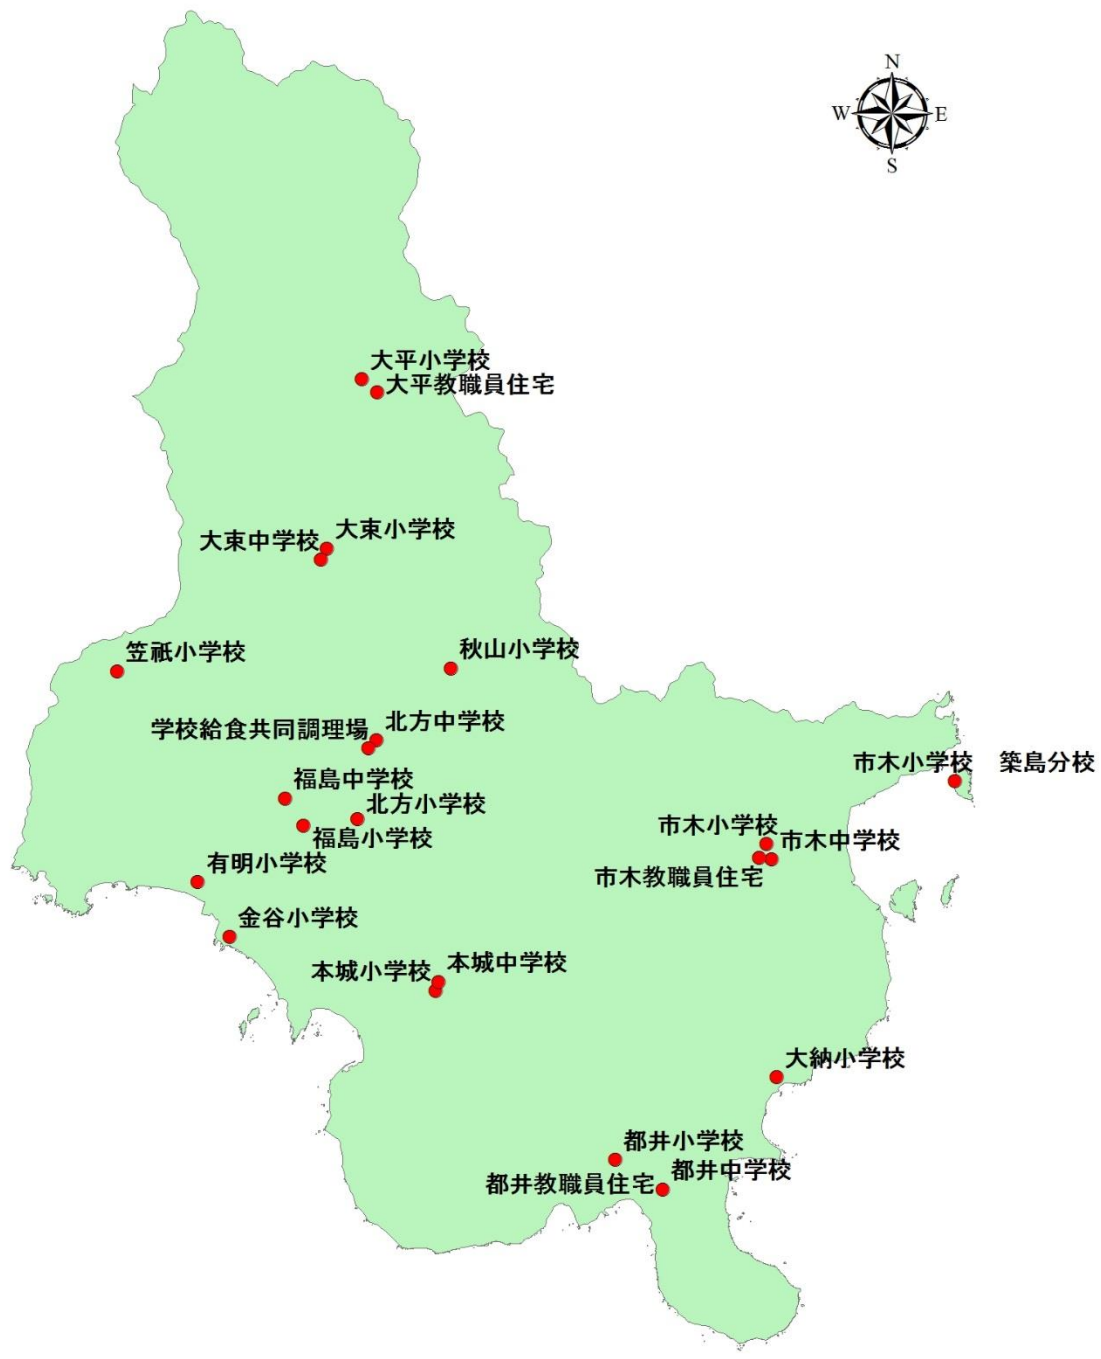 N
W
E
S
大平小学校
大平教職員住宅
大束小学校
大束中学校
秋山小学校
笠祇小学校
北方中学校
学校給食共同調理場
市木小学校　築島分校
福島中学校
北方小学校
市木小学校
福島小学校
市木中学校
有明小学校
市木教職員住宅
金谷小学校
本城中学校
本城小学校
大納小学校
都井小学校
都井中学校
都井教職員住宅